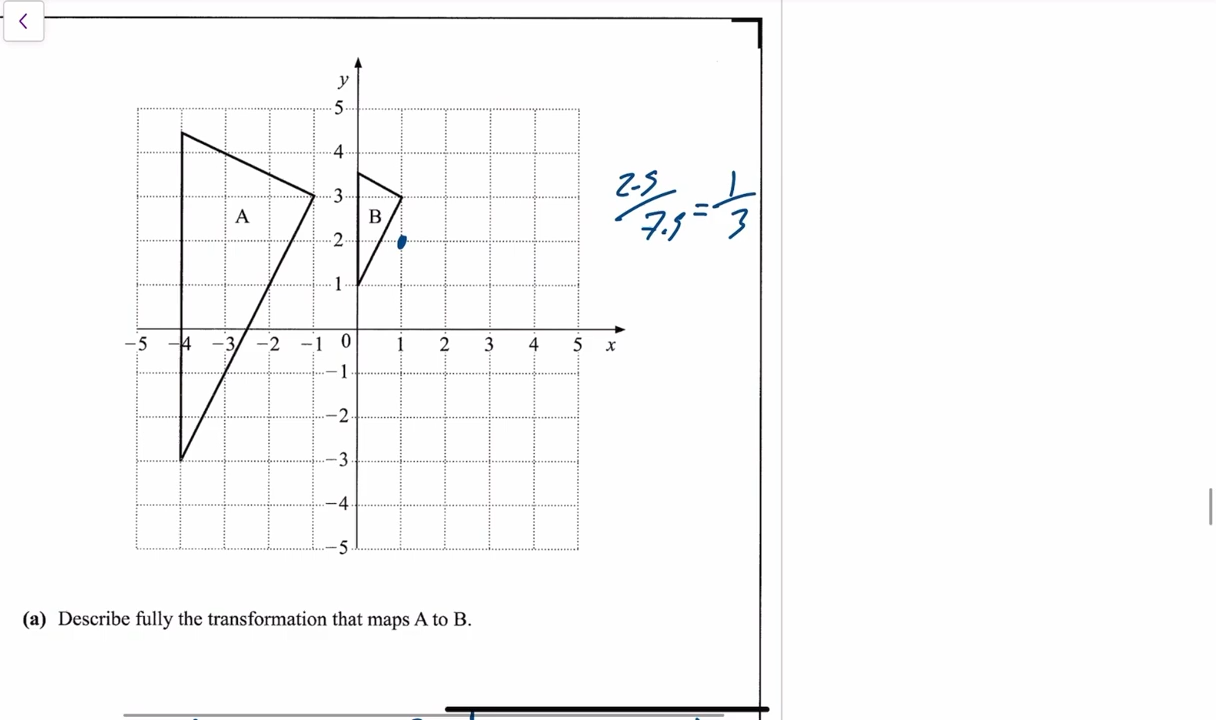 y
5
4
2.5/7.5 = 1/3
3
A
B
2
1
-5 -4 -3 -2 -1 0 1 2 3 4 5 x
-1
-2
-3
-4
-5
(a) Describe fully the transformation that maps A to B.